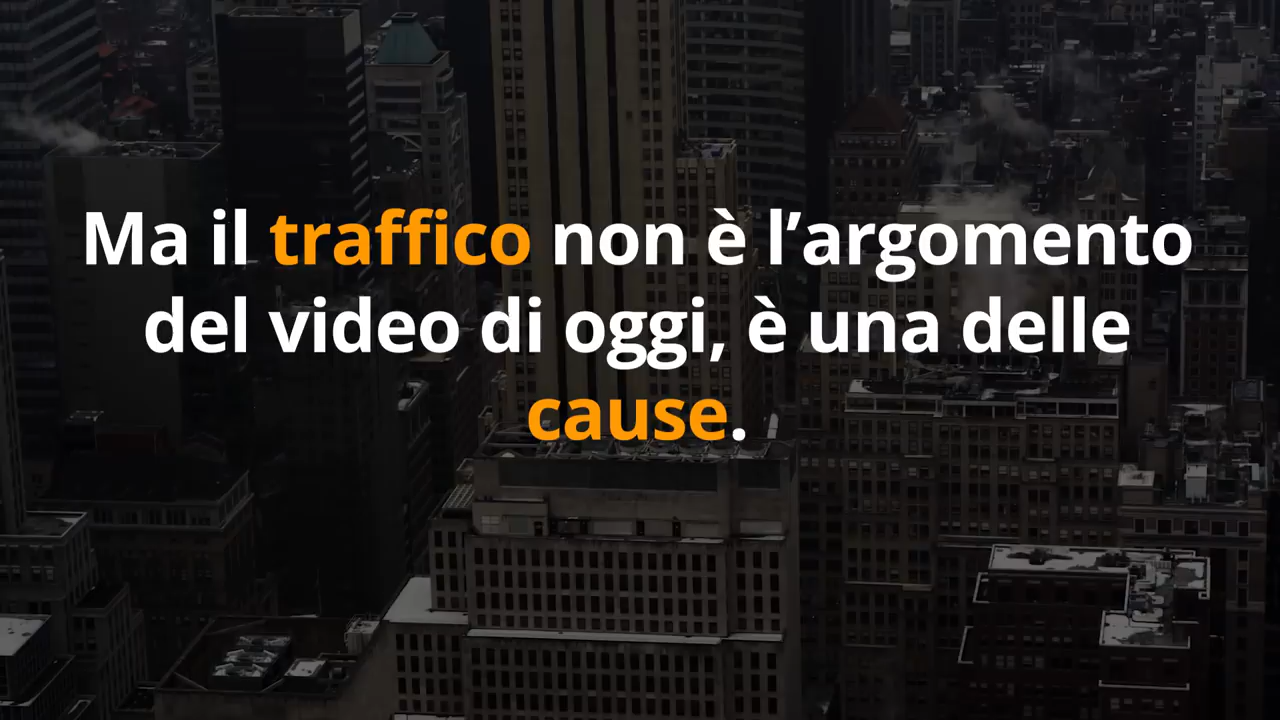 Ma il traffico non è l’argomento
del video di oggi, è una delle
cause.